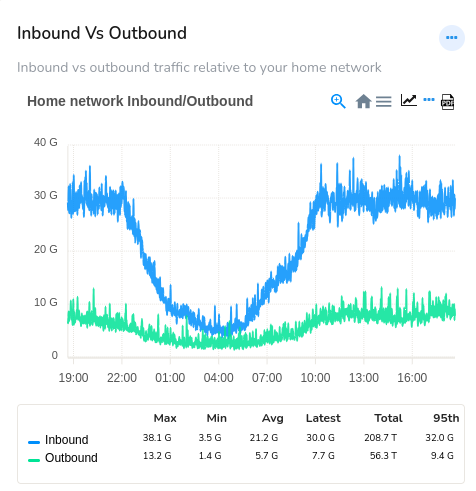 Inbound Vs Outbound
Inbound vs outbound traffic relative to your home network
Home network Inbound/Outbound
PDF
40 G
30 G
20 G
10 G
0
19:00 22:00 01:00 04:00 07:00 10:00 13:00 16:00
Max Min Avg Latest Total 95th
Inbound 38.1 G 3.5 G 21.2 G 30.0 G 208.7 T 32.0 G
Outbound 13.2 G 1.4 G 5.7 G 7.7 G 56.3 T 9.4 G